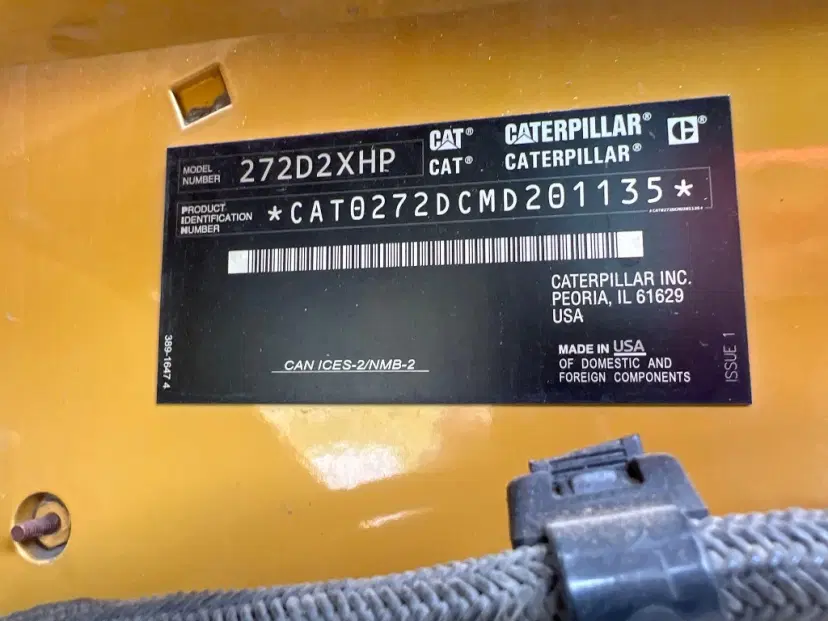 MODEL NUMBER 272D2XHP
CAT® CATERPILLAR®
CAT® CATERPILLAR®
PRODUCT
IDENTIFICATION
NUMBER
*CAT0272DCMD201135*
CATERPILLAR INC.
PEORIA, IL 61629
USA
CAN ICES-2/NMB-2
MADE IN USA
OF DOMESTIC AND
FOREIGN COMPONENTS
389-1647 4
ISSUE 1